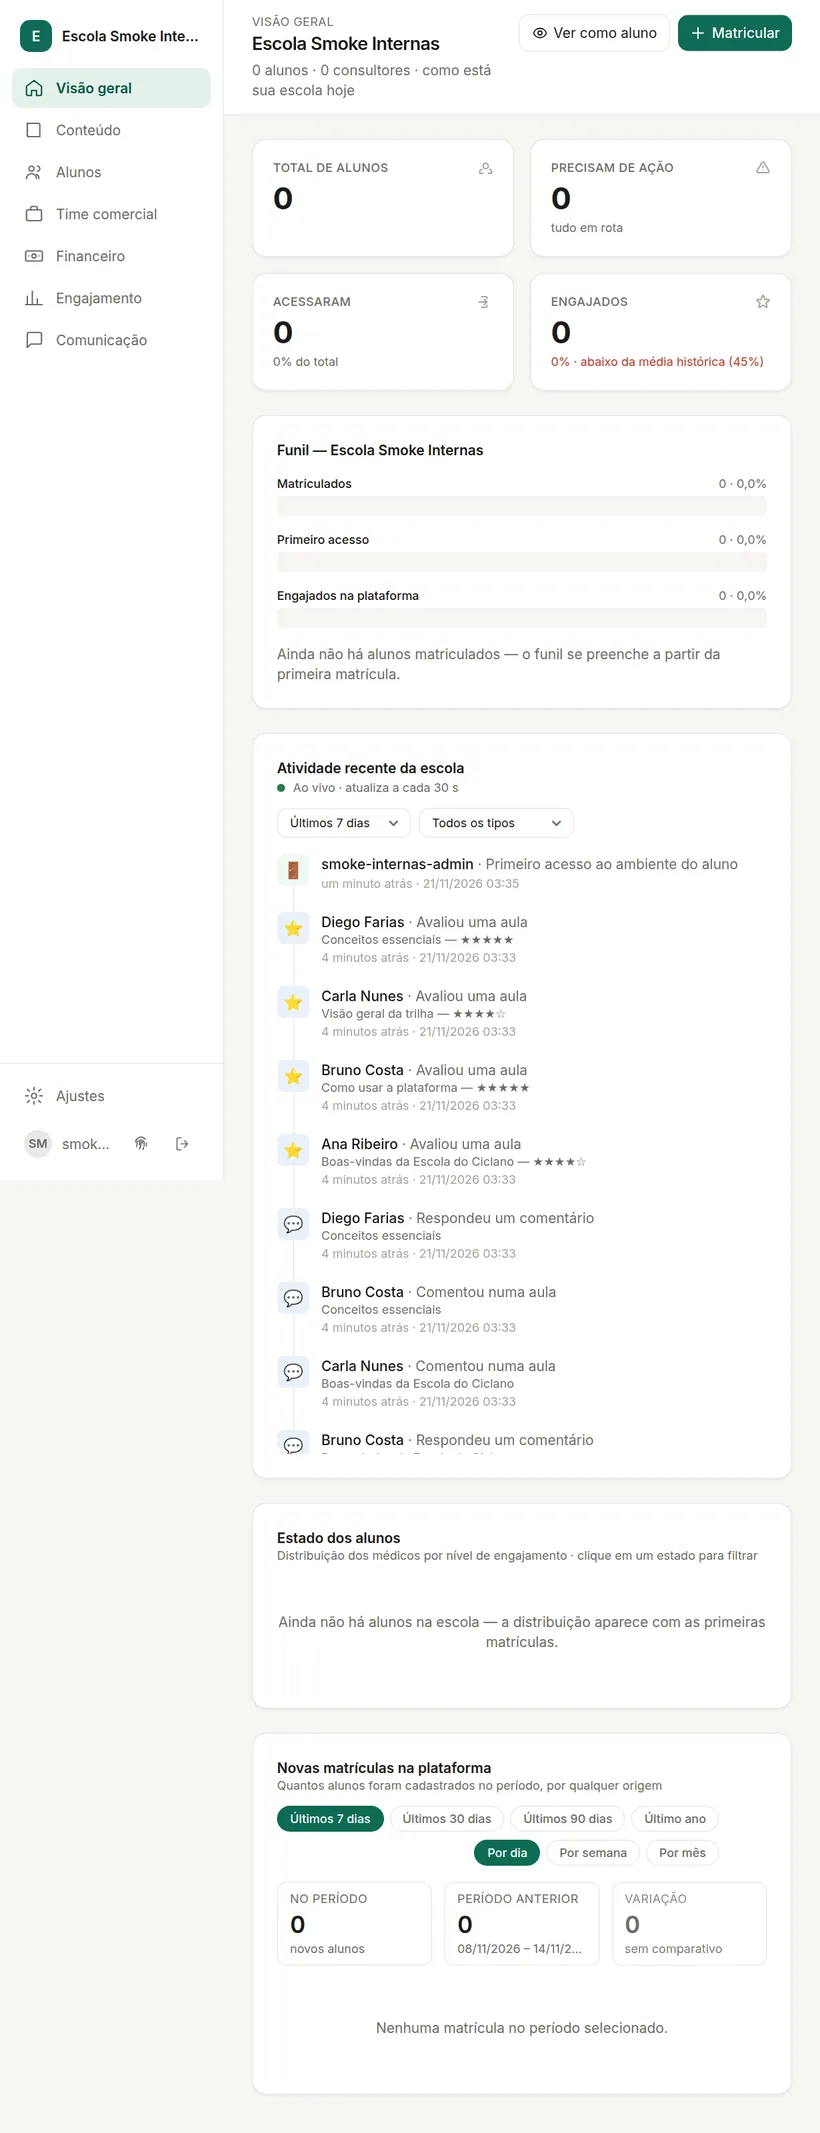 E
Escola Smoke Inte...
Visão geral
Conteúdo
Alunos
Time comercial
Financeiro
Engajamento
Comunicação
Ajustes
SM
smok...
VISÃO GERAL
Escola Smoke Internas
0 alunos · 0 consultores · como está
sua escola hoje
Ver como aluno
Matricular
TOTAL DE ALUNOS
0
PRECISAM DE AÇÃO
0
tudo em rota
ACESSARAM
0
0% do total
ENGAJADOS
0
0% · abaixo da média histórica (45%)
Funil — Escola Smoke Internas
Matriculados
0 · 0,0%
Primeiro acesso
0 · 0,0%
Engajados na plataforma
0 · 0,0%
Ainda não há alunos matriculados — o funil se preenche a partir da
primeira matrícula.
Atividade recente da escola
Ao vivo · atualiza a cada 30 s
Últimos 7 dias
Todos os tipos
smoke-internas-admin · Primeiro acesso ao ambiente do aluno
um minuto atrás · 21/11/2026 03:35
Diego Farias · Avaliou uma aula
Conceitos essenciais — ★★★★★
4 minutos atrás · 21/11/2026 03:33
Carla Nunes · Avaliou uma aula
Visão geral da trilha — ★★★★☆
4 minutos atrás · 21/11/2026 03:33
Bruno Costa · Avaliou uma aula
Como usar a plataforma — ★★★★★
4 minutos atrás · 21/11/2026 03:33
Ana Ribeiro · Avaliou uma aula
Boas-vindas da Escola do Ciclano — ★★★★☆
4 minutos atrás · 21/11/2026 03:33
Diego Farias · Respondeu um comentário
Conceitos essenciais
4 minutos atrás · 21/11/2026 03:33
Bruno Costa · Comentou numa aula
Conceitos essenciais
4 minutos atrás · 21/11/2026 03:33
Carla Nunes · Comentou numa aula
Boas-vindas da Escola do Ciclano
4 minutos atrás · 21/11/2026 03:33
Bruno Costa · Respondeu um comentário
Estado dos alunos
Distribuição dos médicos por nível de engajamento · clique em um estado para filtrar
Ainda não há alunos na escola — a distribuição aparece com as primeiras
matrículas.
Novas matrículas na plataforma
Quantos alunos foram cadastrados no período, por qualquer origem
Últimos 7 dias
Últimos 30 dias
Últimos 90 dias
Último ano
Por dia
Por semana
Por mês
NO PERÍODO
0
novos alunos
PERÍODO ANTERIOR
0
08/11/2026 – 14/11/2...
VARIAÇÃO
0
sem comparativo
Nenhuma matrícula no período selecionado.